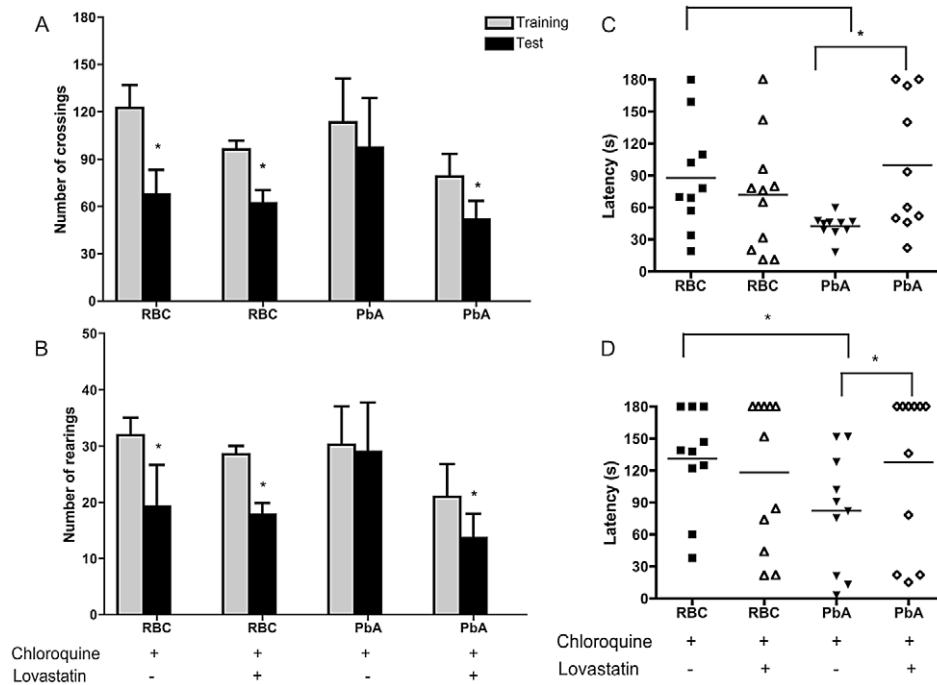 A
180
150
120
90
60
30
0
Number of crossings
Training
Test
* * *
RBC RBC PbA PbA
B
50
40
30
20
10
0
Number of rearings
* * *
RBC RBC PbA PbA
Chloroquine + + + +
Lovastatin - + - +
C
*
180
150
120
90
60
30
0
Latency (s)
RBC RBC PbA PbA
D
*
*
180
150
120
90
60
30
0
Latency (s)
RBC RBC PbA PbA
Chloroquine + + + +
Lovastatin - + - +